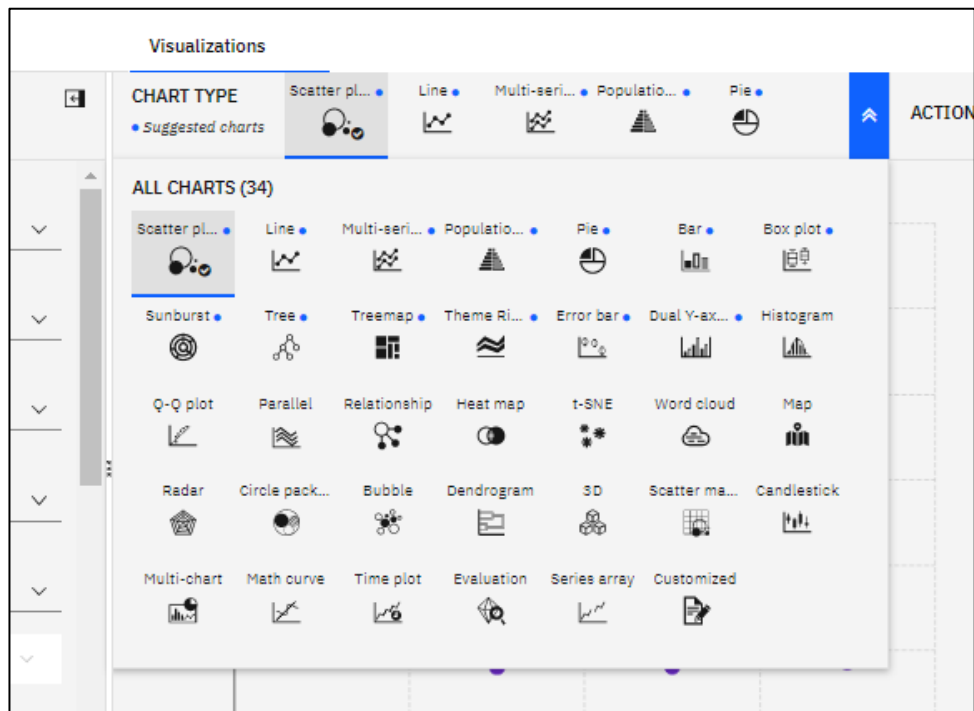 Visualizations
CHART TYPE
• Suggested charts
Scatter pl... • Line • Multi-seri... • Populatio... • Pie •
ACTION
ALL CHARTS (34)
Scatter pl... • Line • Multi-seri... • Populatio... • Pie • Bar • Box plot •
Sunburst • Tree • Treemap • Theme Ri... • Error bar • Dual Y-ax... • Histogram
Q-Q plot Parallel Relationship Heat map t-SNE Word cloud Map
Radar Circle pack... Bubble Dendrogram 3D Scatter ma... Candlestick
Multi-chart Math curve Time plot Evaluation Series array Customized